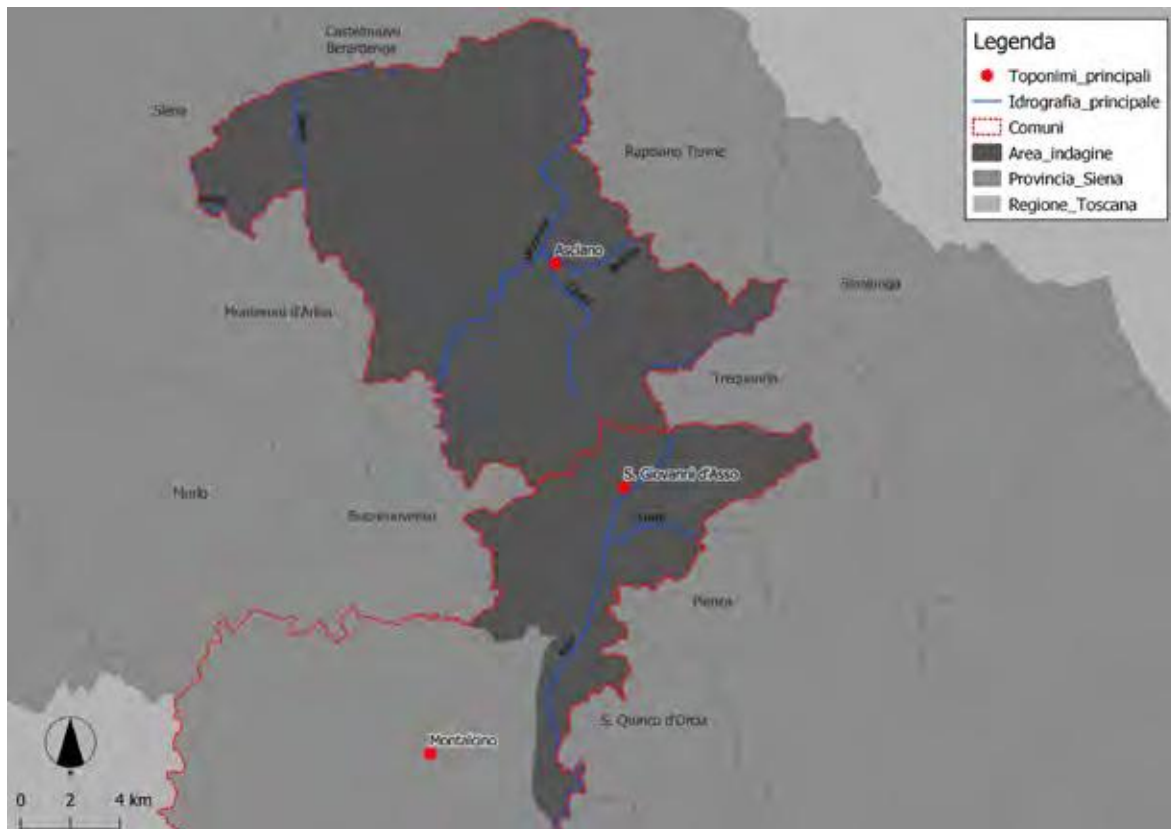 Castelnuovo
Berardenga
Siena
Rapolano Terme
Asciano
Sinalunga
Monteroni d'Arbia
Trequanda
S. Giovanni d'Asso
Murlo
Buonconvento
Pienza
S. Quirico d'Orcia
Montalcino
0 2 4 km
Legenda
Toponimi_principali
Idrografia_principale
Comuni
Area_indagine
Provincia_Siena
Regione_Toscana